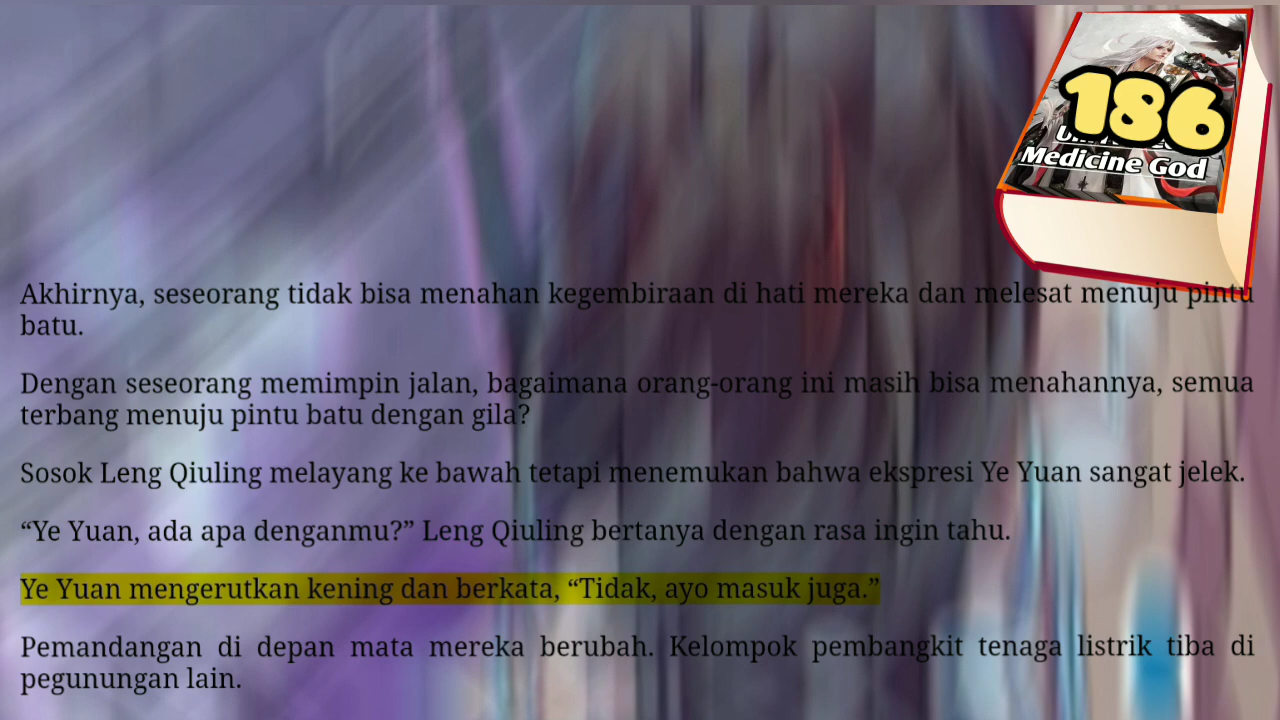 186
Medicine God
Akhirnya, seseorang tidak bisa menahan kegembiraan di hati mereka dan melesat menuju pintu
batu.
Dengan seseorang memimpin jalan, bagaimana orang-orang ini masih bisa menahannya, semua
terbang menuju pintu batu dengan gila?
Sosok Leng Qiuling melayang ke bawah tetapi menemukan bahwa ekspresi Ye Yuan sangat jelek.
“Ye Yuan, ada apa denganmu?” Leng Qiuling bertanya dengan rasa ingin tahu.
Ye Yuan mengerutkan kening dan berkata, “Tidak, ayo masuk juga.”
Pemandangan di depan mata mereka berubah. Kelompok pembangkit tenaga listrik tiba di
pegunungan lain.